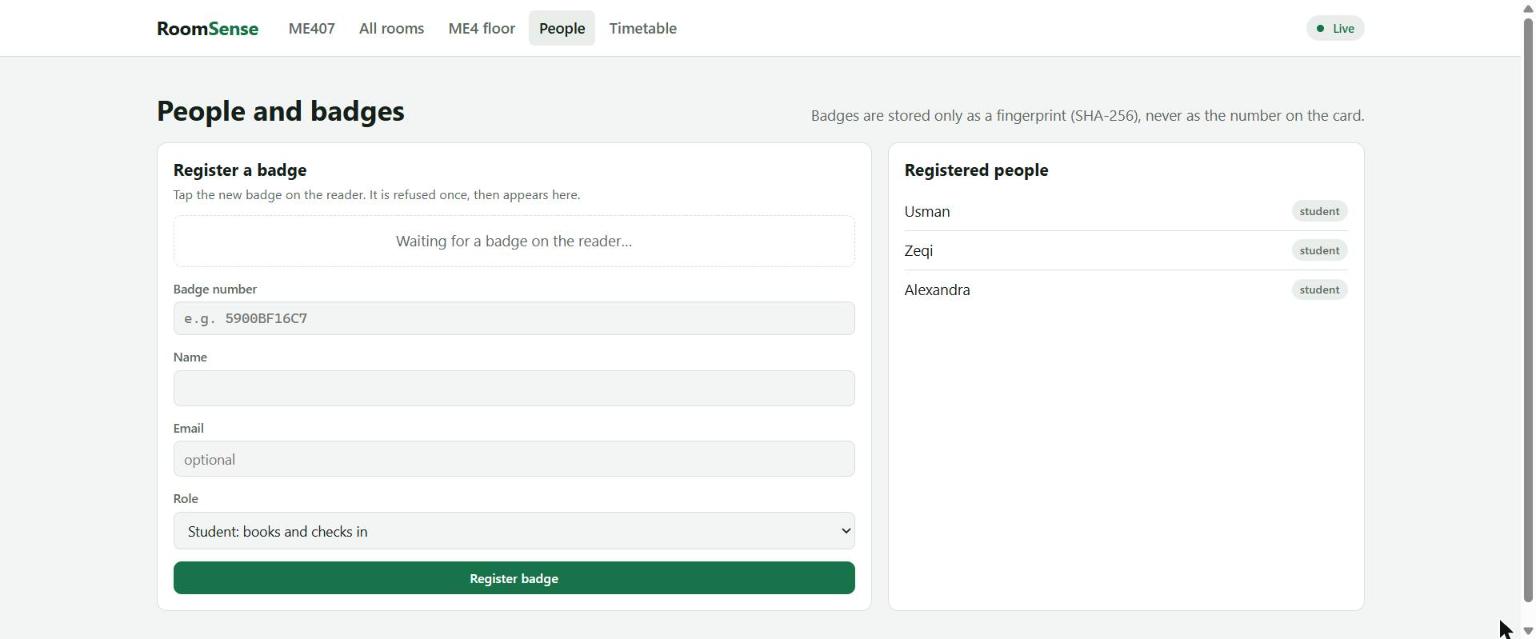 RoomSense ME407 All rooms ME4 floor People Timetable Live
People and badges
Badges are stored only as a fingerprint (SHA-256), never as the number on the card.
Register a badge
Tap the new badge on the reader. It is refused once, then appears here.
Waiting for a badge on the reader...
Badge number
e.g. 5900BF16C7
Name
Email
optional
Role
Student: books and checks in
Register badge
Registered people
Usman student
Zeqi student
Alexandra student